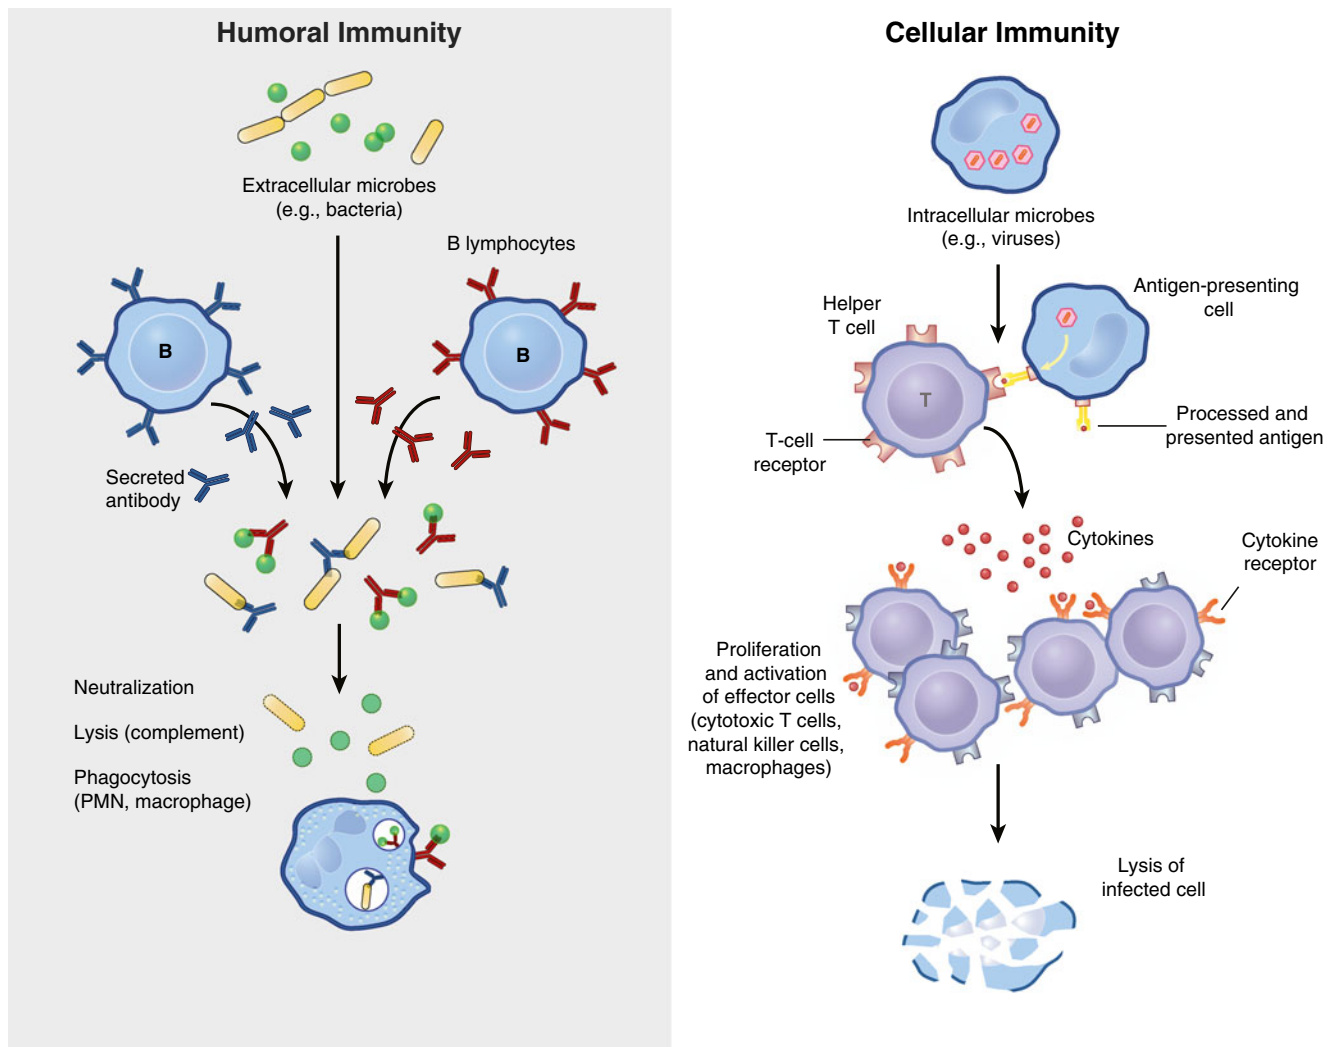 Humoral Immunity
Extracellular microbes
(e.g., bacteria)
B lymphocytes
B
B
Secreted
antibody
Neutralization
Lysis (complement)
Phagocytosis
(PMN, macrophage)
Cellular Immunity
Intracellular microbes
(e.g., viruses)
Helper
T cell
Antigen-presenting
cell
T
T-cell
receptor
Processed and
presented antigen
Cytokines
Cytokine
receptor
Proliferation
and activation
of effector cells
(cytotoxic T cells,
natural killer cells,
macrophages)
Lysis of
infected cell